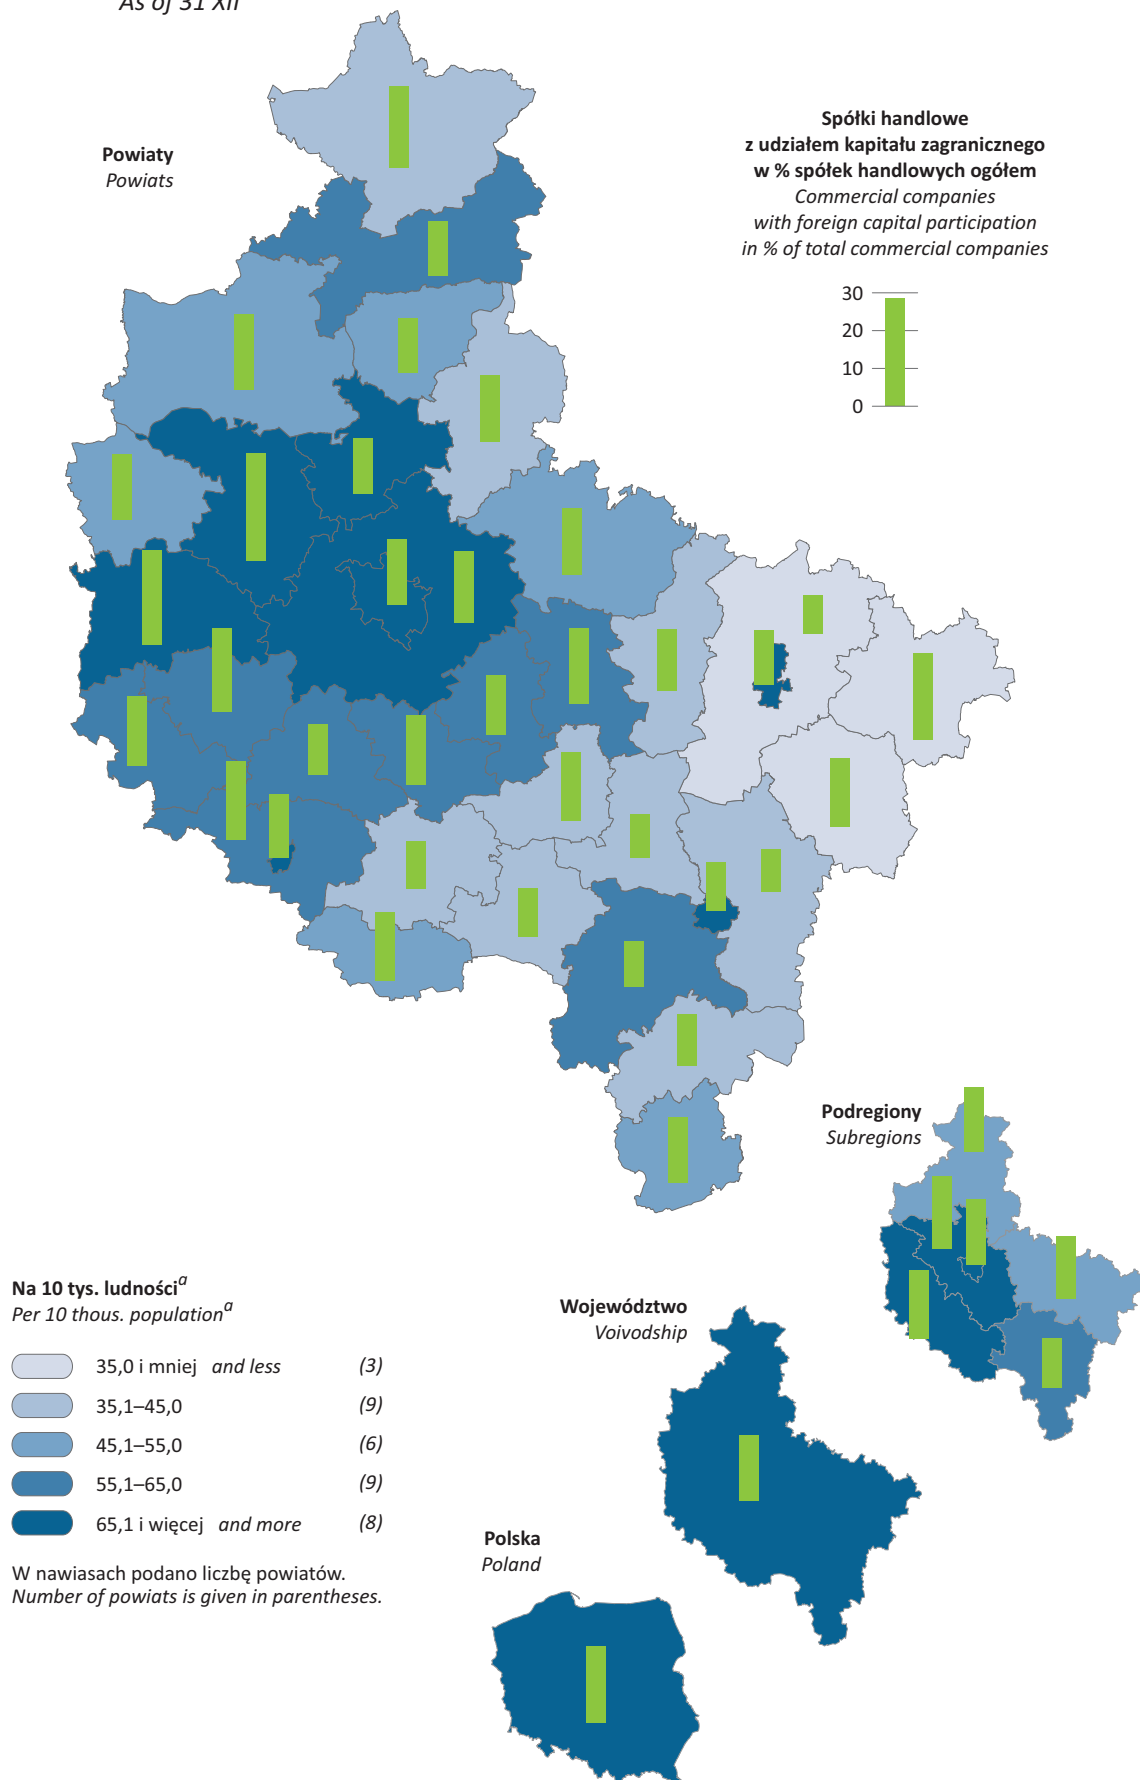 As of 31 XII
Powiaty
Powiats
Spółki handlowe
z udziałem kapitału zagranicznego
w % spółek handlowych ogółem
Commercial companies
with foreign capital participation
in % of total commercial companies
30
20
10
0
Podregiony
Subregions
Na 10 tys. ludności^a
Per 10 thous. population^a
35,0 i mniej and less (3)
35,1–45,0 (9)
45,1–55,0 (6)
55,1–65,0 (9)
65,1 i więcej and more (8)
W nawiasach podano liczbę powiatów.
Number of powiats is given in parentheses.
Województwo
Voivodship
Polska
Poland